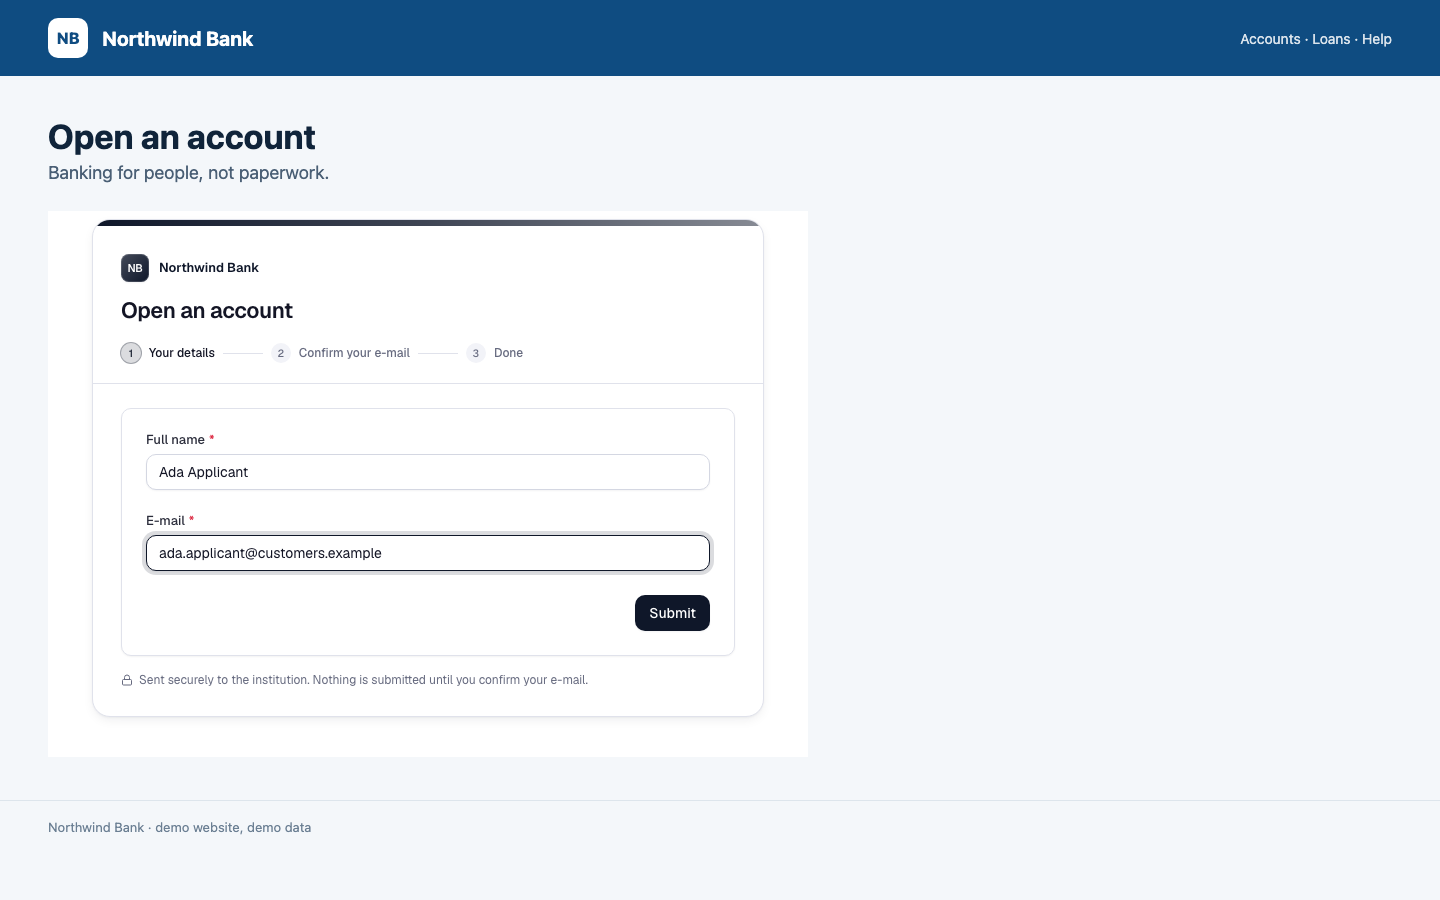 NB
Northwind Bank
Accounts · Loans · Help
Open an account
Banking for people, not paperwork.
NB
Northwind Bank
Open an account
1 Your details
2 Confirm your e-mail
3 Done
Full name *
Ada Applicant
E-mail *
ada.applicant@customers.example
Submit
Sent securely to the institution. Nothing is submitted until you confirm your e-mail.
Northwind Bank · demo website, demo data